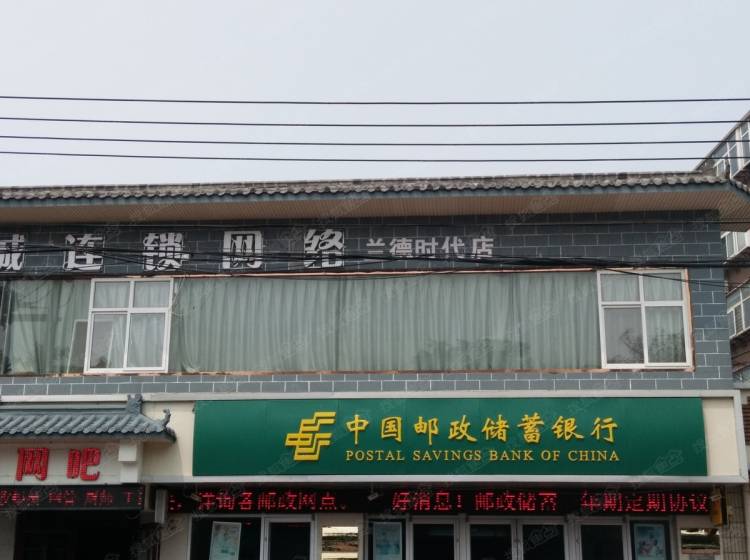 城连锁网络 兰德时代店
中国邮政储蓄银行
POSTAL SAVINGS BANK OF CHINA
网吧
详询各邮政网点。 好消息！邮政储蓄 年期定期协议